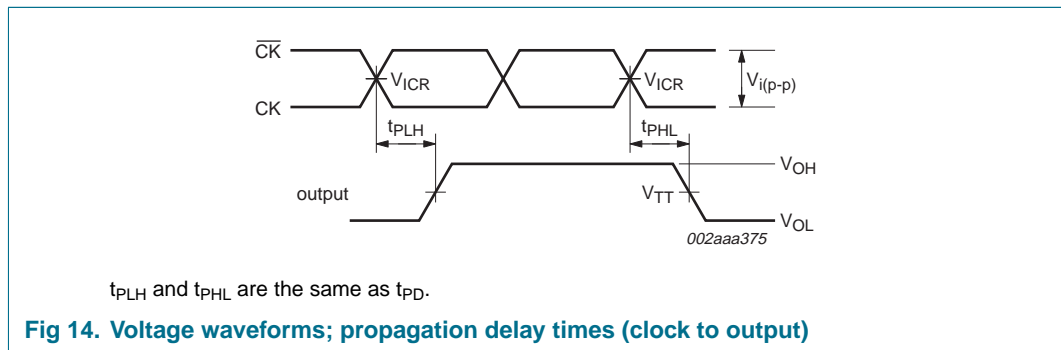 C̅K̅ V_ICR V_ICR V_i(p-p)
CK
t_PLH t_PHL
output V_TT V_OH
V_OL
002aaa375
t_PLH and t_PHL are the same as t_PD.
Fig 14. Voltage waveforms; propagation delay times (clock to output)